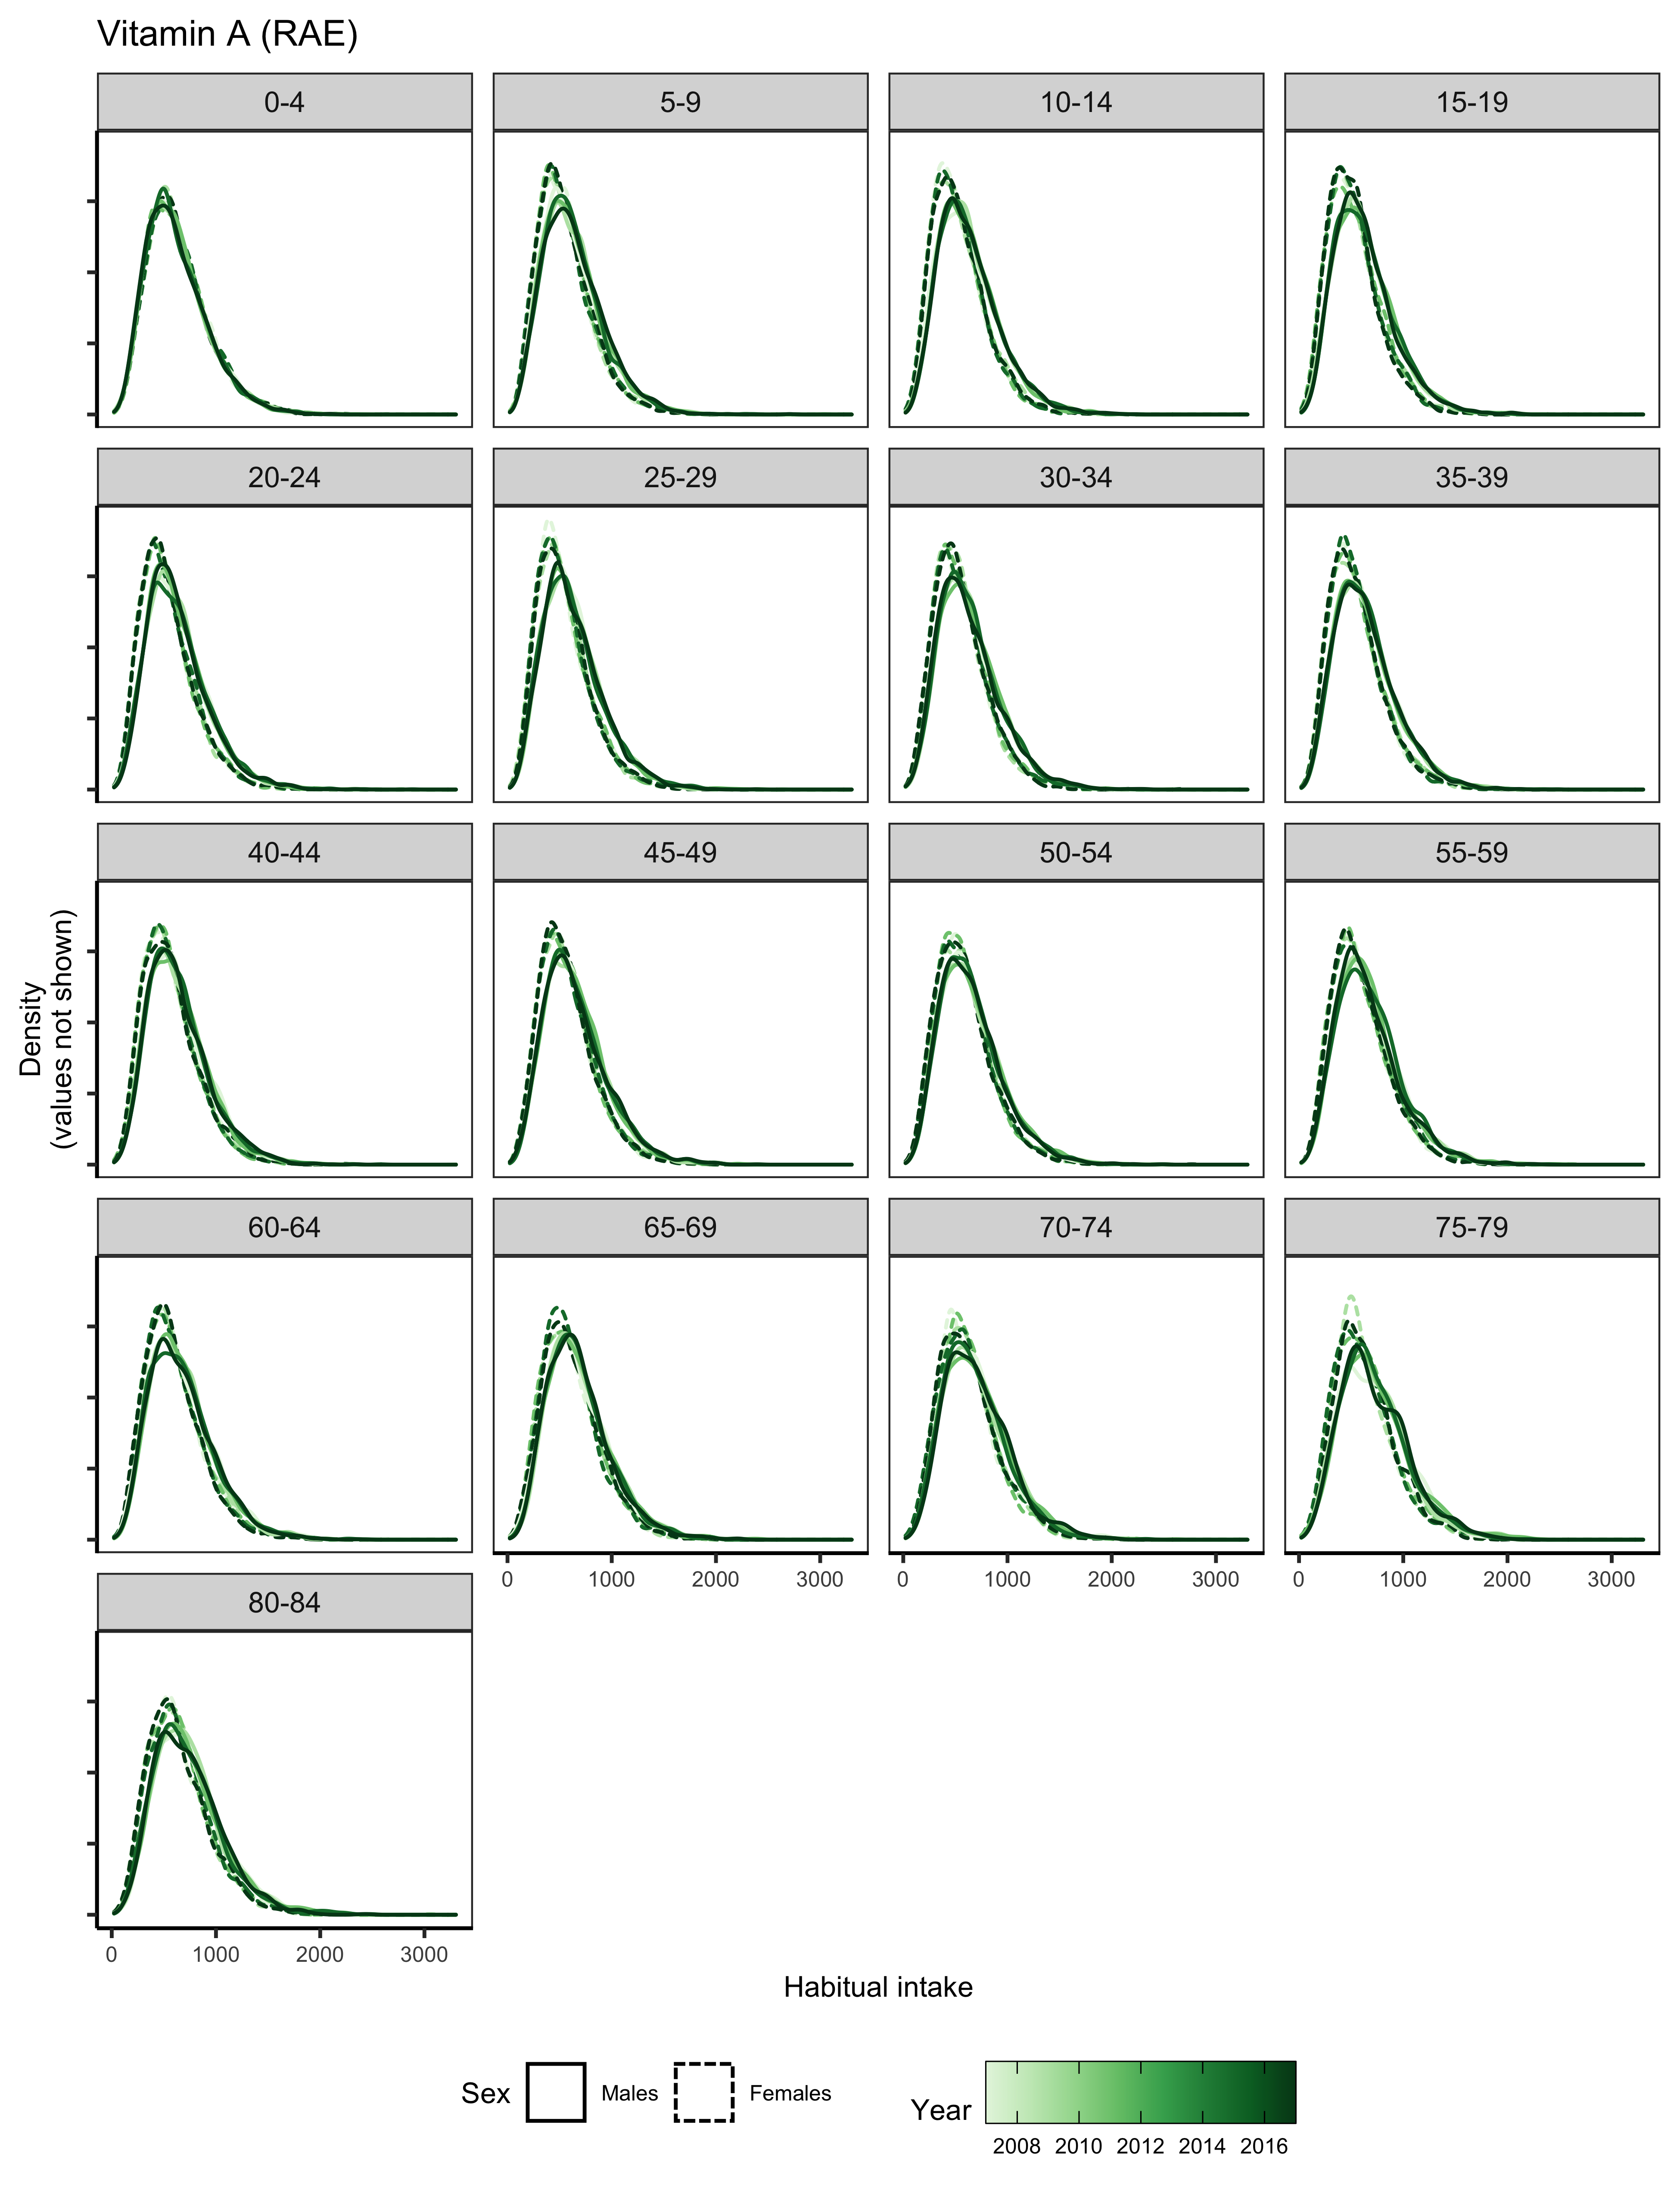 Vitamin A (RAE)
0-4 5-9 10-14 15-19
20-24 25-29 30-34 35-39
40-44 45-49 50-54 55-59
Density
(values not shown)
60-64 65-69 70-74 75-79
0 1000 2000 3000 0 1000 2000 3000 0 1000 2000 3000
80-84
0 1000 2000 3000
Habitual intake
Sex Males Females Year
2008 2010 2012 2014 2016